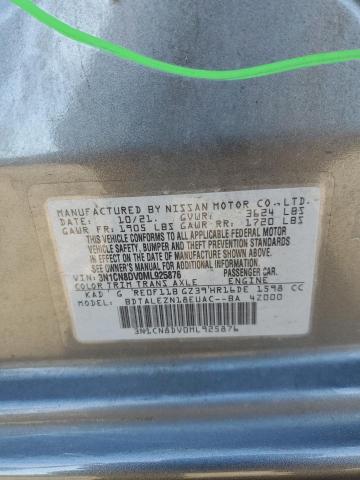 MANUFACTURED BY NISSAN MOTOR CO., LTD.
DATE: 10/21. GVWR: 3624 LBS
GAWR FR: 1905 LBS GAWR RR: 1720 LBS
THIS VEHICLE CONFORMS TO ALL APPLICABLE FEDERAL MOTOR
VEHICLE SAFETY, BUMPER AND THEFT PREVENTION STANDARDS
IN EFFECT ON THE DATE OF MANUFACTURE SHOWN ABOVE.
SEE OWNER'S MANUAL.
VIN: 3N1CN8DV0ML925876 PASSENGER CAR.
COLOR TRIM TRANS AXLE ENGINE
KAD G RE0F11B GZ39 HR16DE 1598 CC
MODEL: BDTALEZN18EUAC--BA 4Z000
3N1CN8DV0ML925876